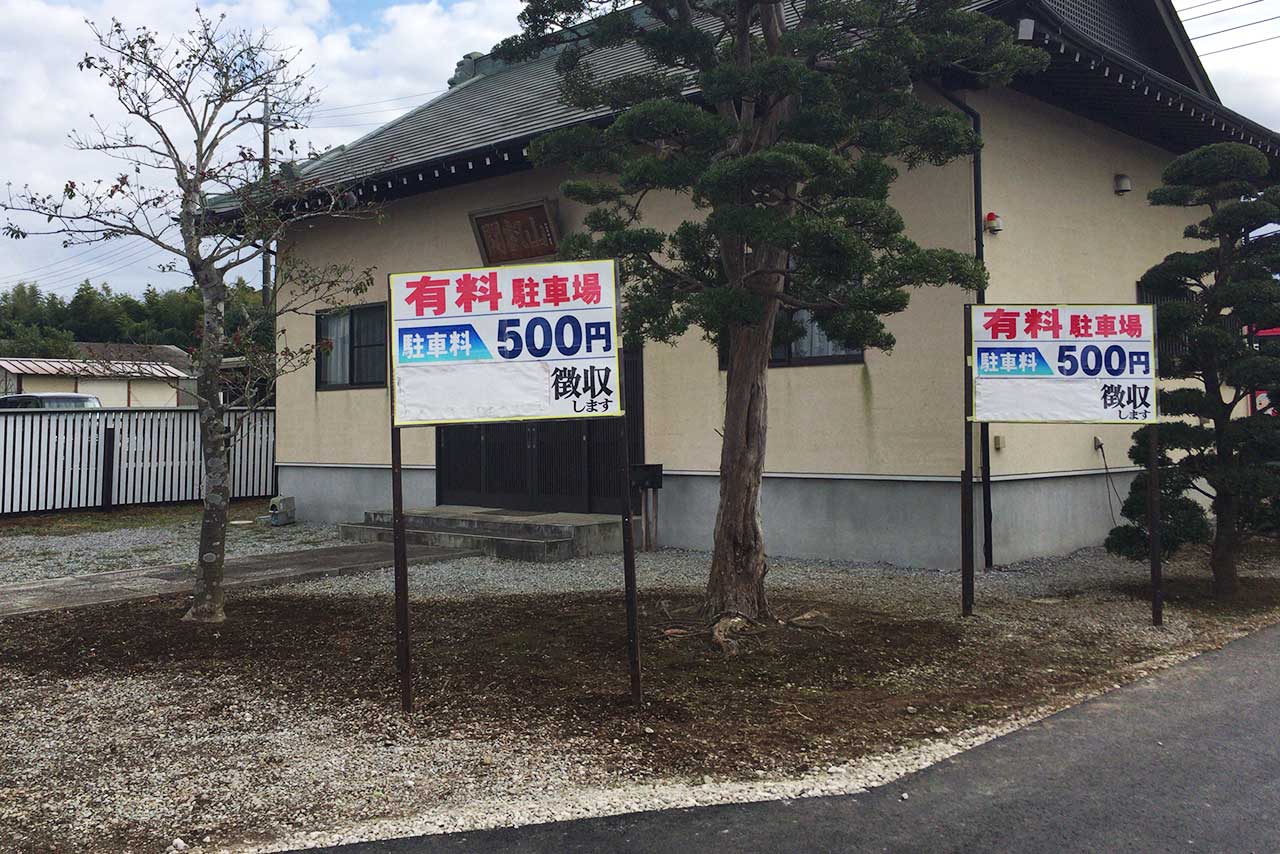 有料 駐車場
駐車料 500円
徴収
します
有料 駐車場
駐車料 500円
徴収
します